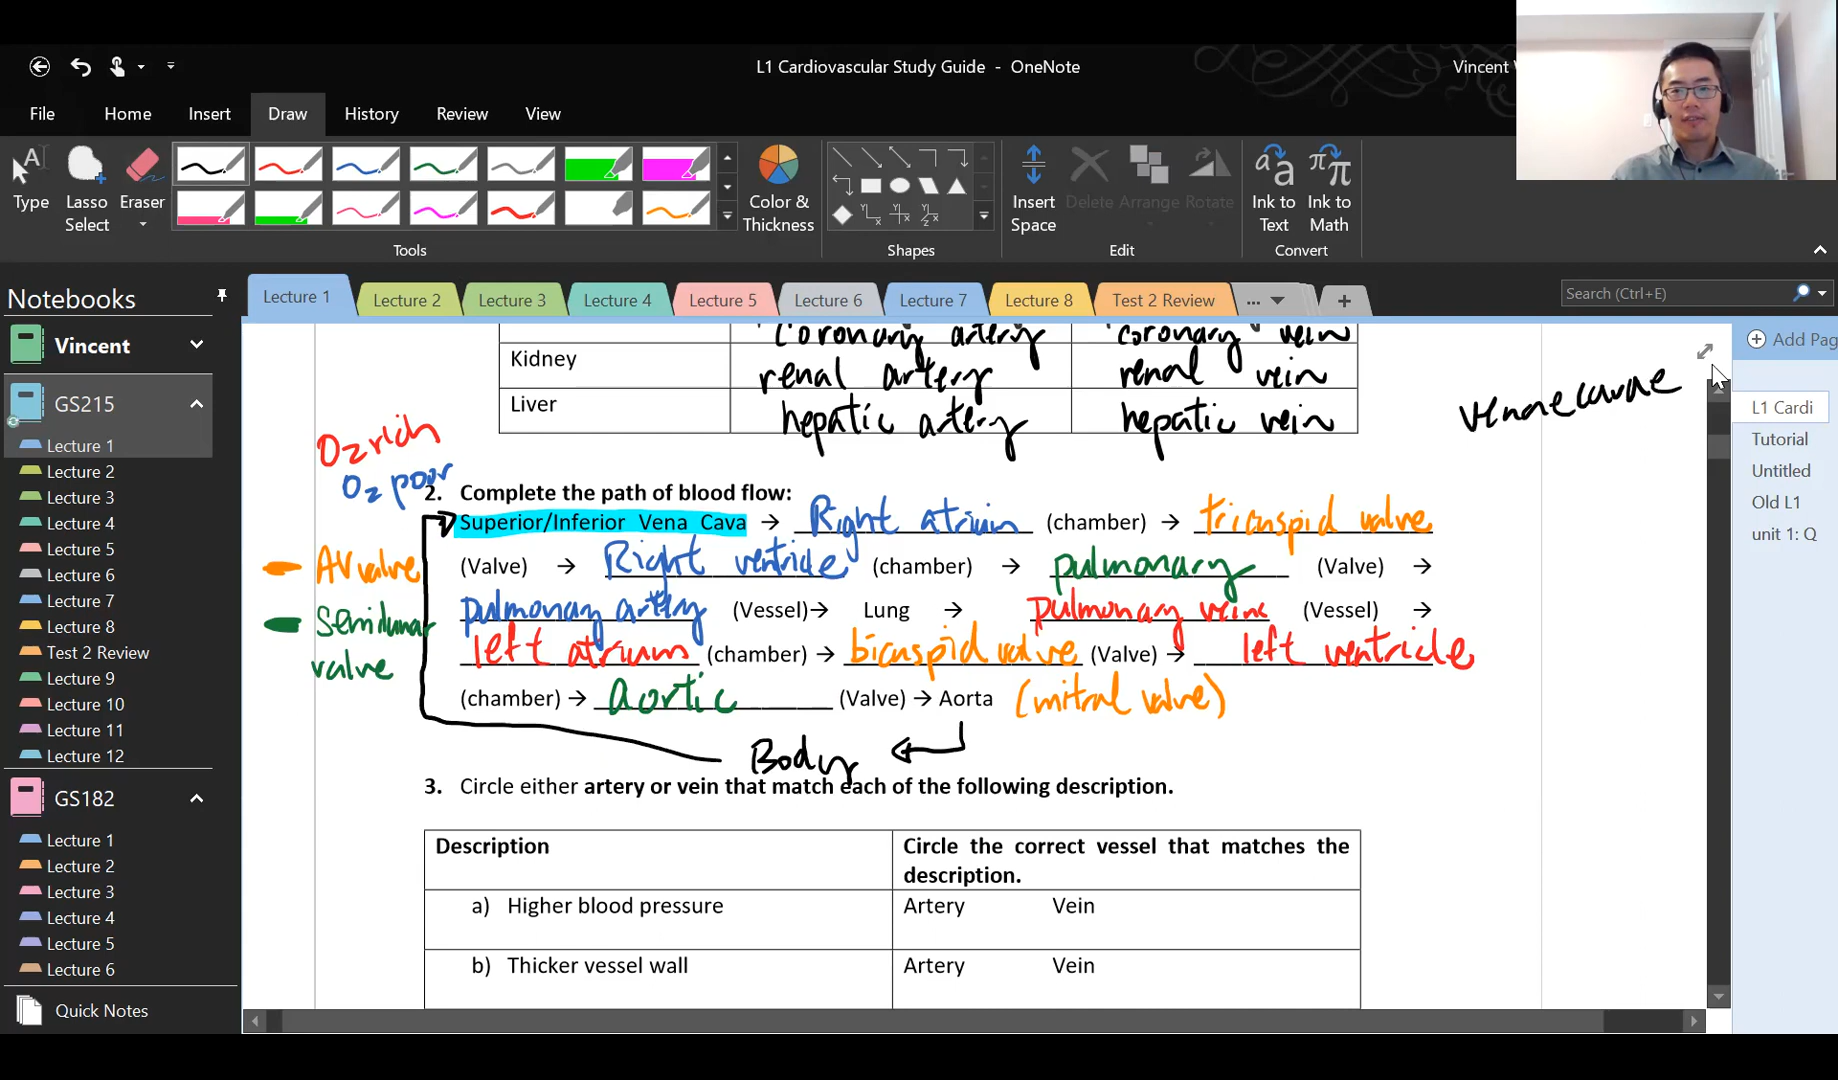 L1 Cardiovascular Study Guide - OneNote
Vincent
File Home Insert Draw History Review View
Type
Lasso Select
Eraser
Color & Thickness
Insert Space
Delete Arrange Rotate
Ink to Text
Ink to Math
Tools Shapes Edit Convert
Notebooks
Lecture 1 Lecture 2 Lecture 3 Lecture 4 Lecture 5 Lecture 6 Lecture 7 Lecture 8 Test 2 Review ... +
Search (Ctrl+E)
Vincent
GS215
Lecture 1
Lecture 2
Lecture 3
Lecture 4
Lecture 5
Lecture 6
Lecture 7
Lecture 8
Test 2 Review
Lecture 9
Lecture 10
Lecture 11
Lecture 12
GS182
Lecture 1
Lecture 2
Lecture 3
Lecture 4
Lecture 5
Lecture 6
Quick Notes
coronary artery coronary vein
Kidney renal artery renal vein
Liver hepatic artery hepatic vein
O2 rich
O2 poor
2. Complete the path of blood flow:
Superior/Inferior Vena Cava → Right atrium (chamber) → tricuspid valve
(Valve) → Right ventricle (chamber) → pulmonary (Valve) →
pulmonary artery (Vessel)→ Lung → pulmonary veins (Vessel) →
left atrium (chamber)→ bicuspid valve (Valve)→ left ventricle
(chamber)→ Aortic (Valve)→ Aorta (mitral valve)
AV valve
Semilunar
valve
Body
3. Circle either artery or vein that match each of the following description.
Description Circle the correct vessel that matches the
description.
a) Higher blood pressure Artery Vein
b) Thicker vessel wall Artery Vein
Add Pag
L1 Cardi
Tutorial
Untitled
Old L1
unit 1: Q